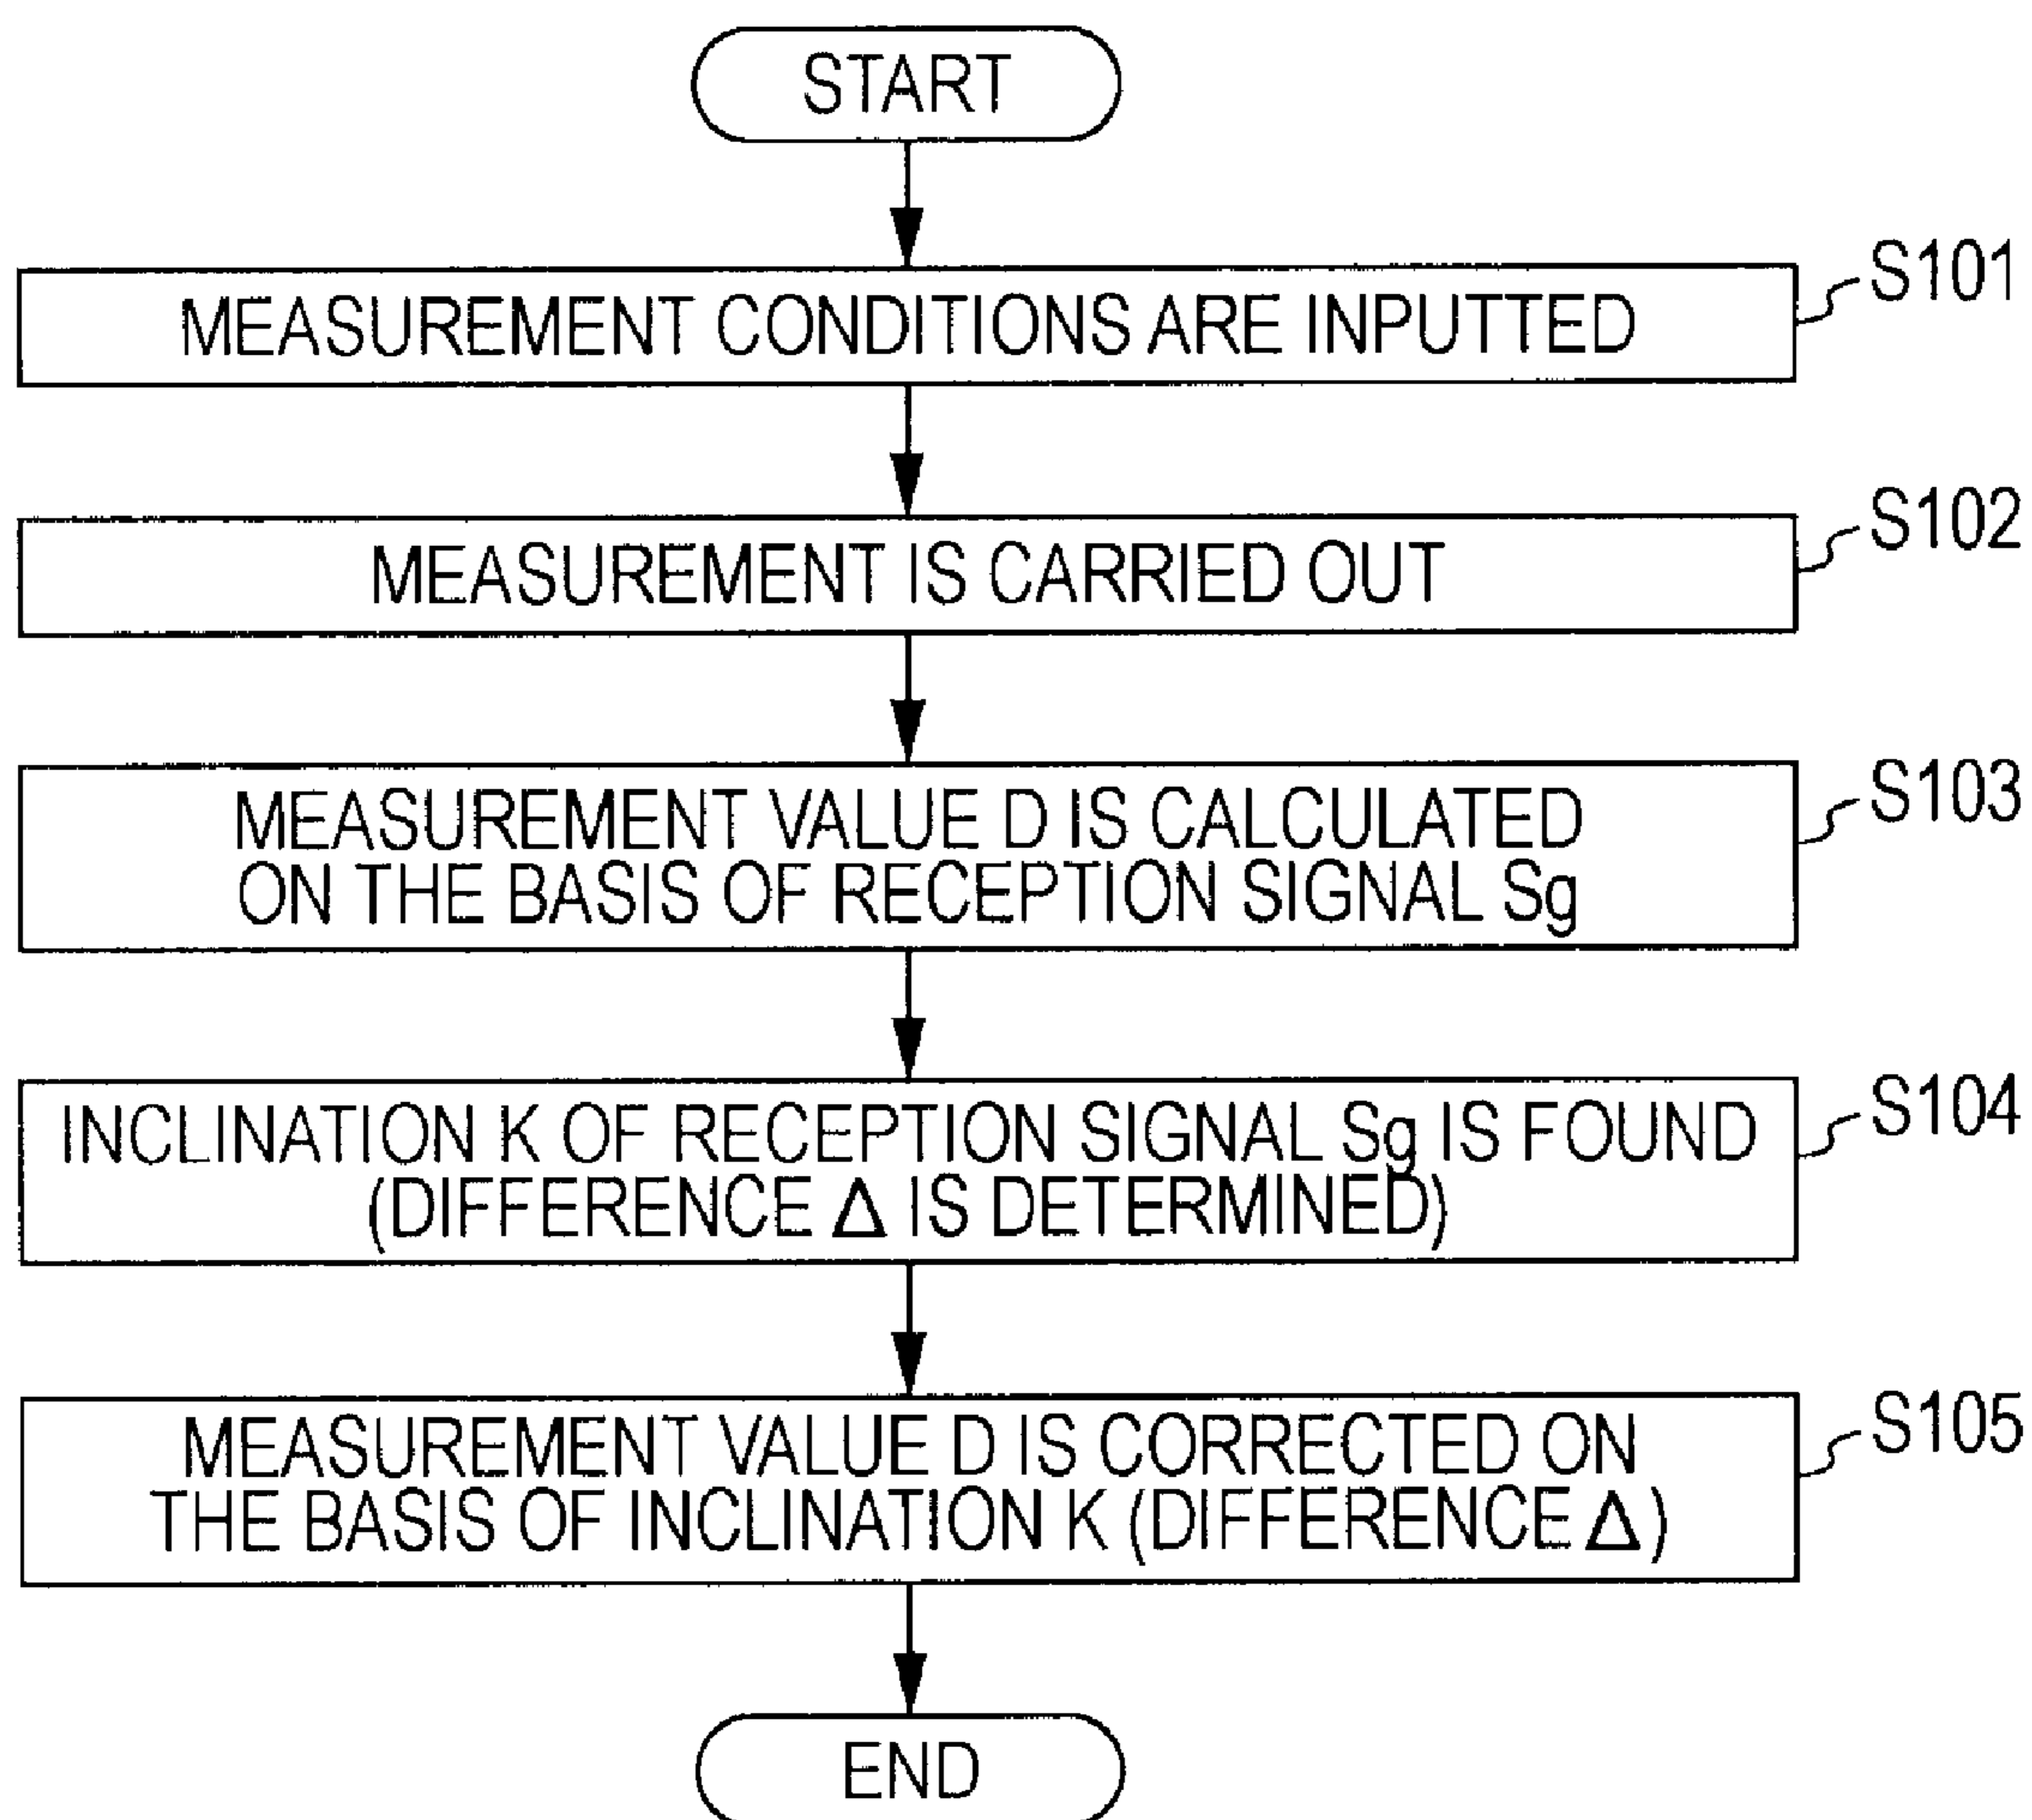 START
MEASUREMENT CONDITIONS ARE INPUTTED
S101
MEASUREMENT IS CARRIED OUT
S102
MEASUREMENT VALUE D IS CALCULATED
ON THE BASIS OF RECEPTION SIGNAL Sg
S103
INCLINATION K OF RECEPTION SIGNAL Sg IS FOUND
(DIFFERENCE Δ IS DETERMINED)
S104
MEASUREMENT VALUE D IS CORRECTED ON
THE BASIS OF INCLINATION K (DIFFERENCE Δ)
S105
END